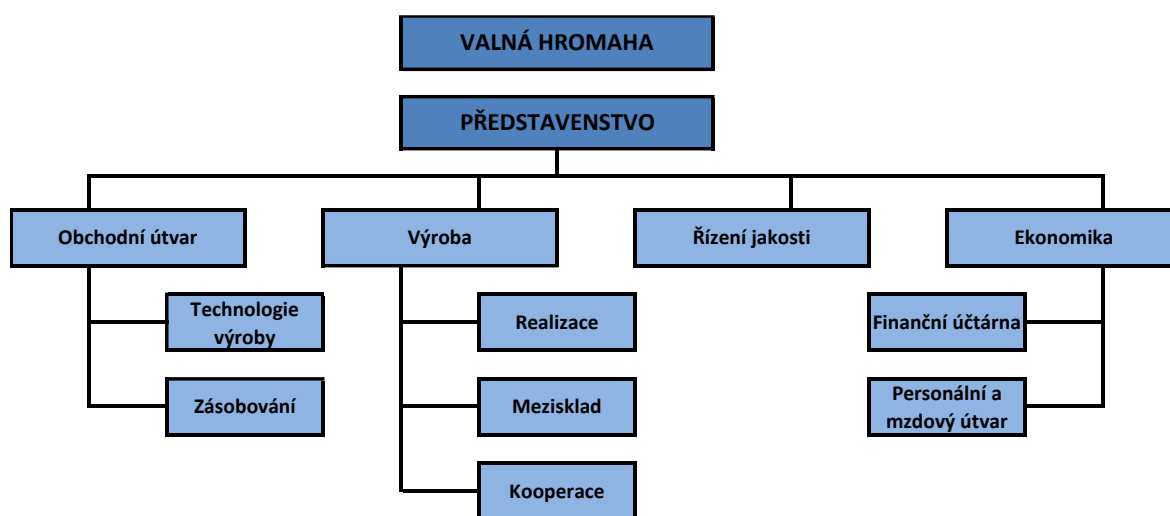 VALNÁ HROMAHA
PŘEDSTAVENSTVO
Obchodní útvar
Výroba
Řízení jakosti
Ekonomika
Technologie
výroby
Realizace
Finanční účtárna
Zásobování
Mezisklad
Personální a
mzdový útvar
Kooperace